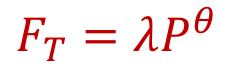 F_T = λP^θ